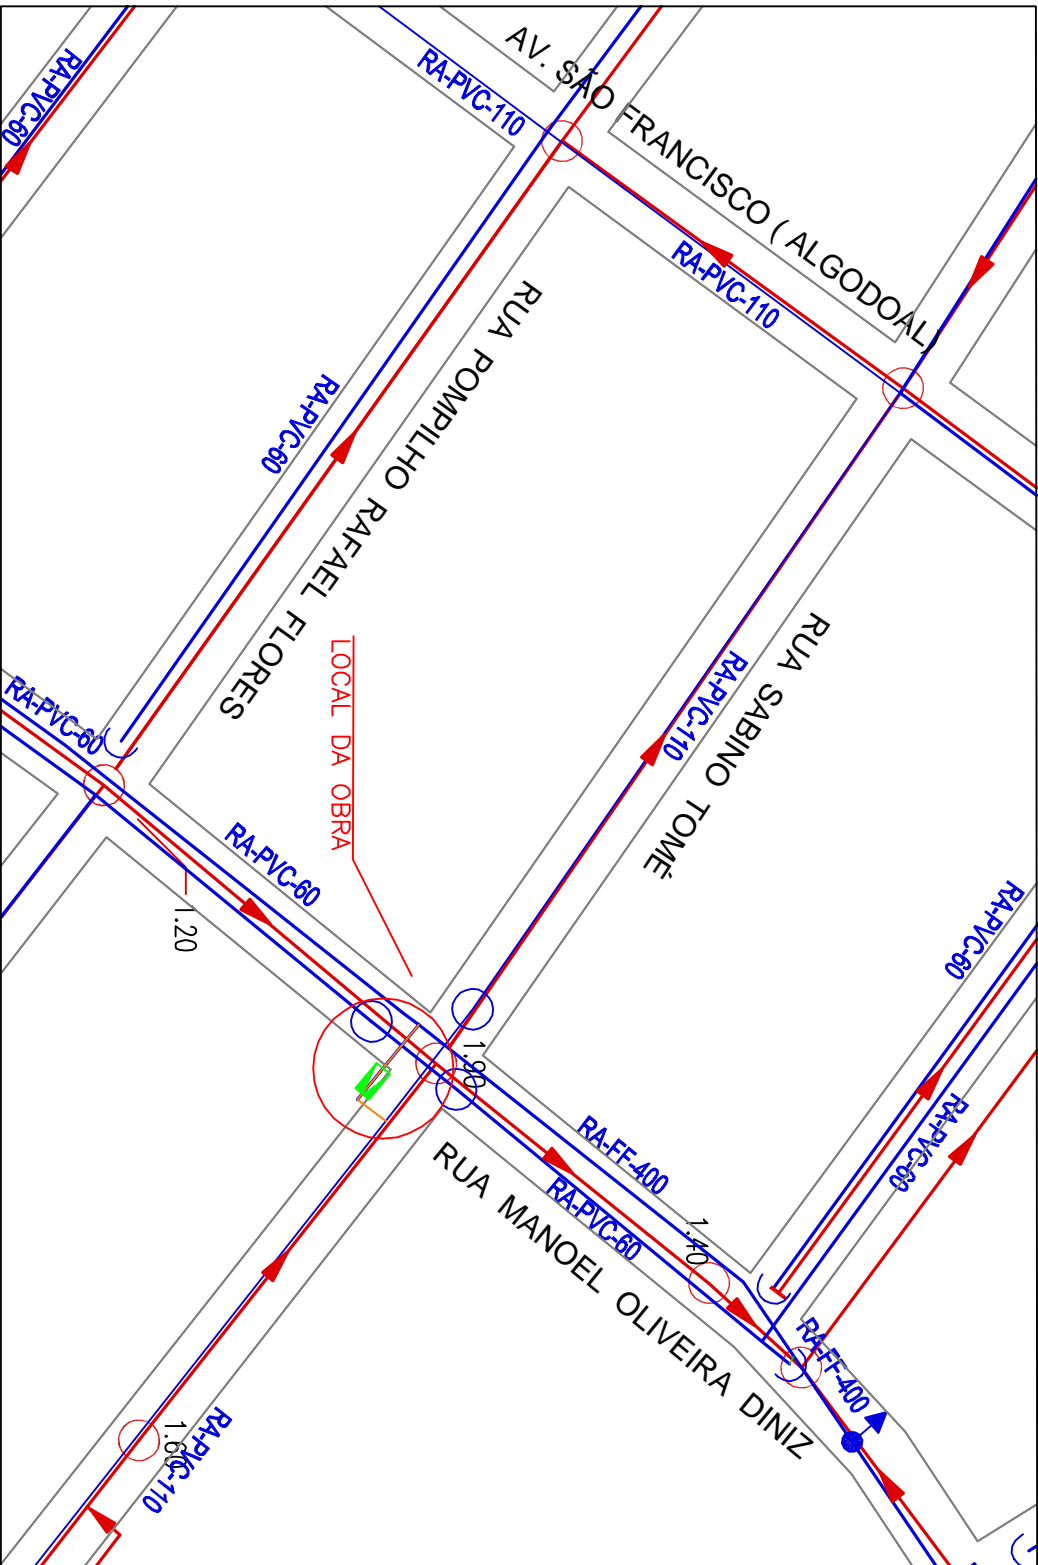 RA-PVC-60
RA-PVC-110
AV. SÃO FRANCISCO ( ALGODOAL)
RA-PVC-110
RUA POMPILHO RAFAEL FLORES
RA-PVC-60
RUA SABINO TOMÉ
RA-PVC-110
LOCAL DA OBRA
RA-PVC-60
RA-PVC-60
1.20
RA-PVC-60
RA-PVC-60
1.90
RA-FF-400
RA-PVC-60
RUA MANOEL OLIVEIRA DINIZ
1.40
RA-FF-400
1.60
RA-PVC-110